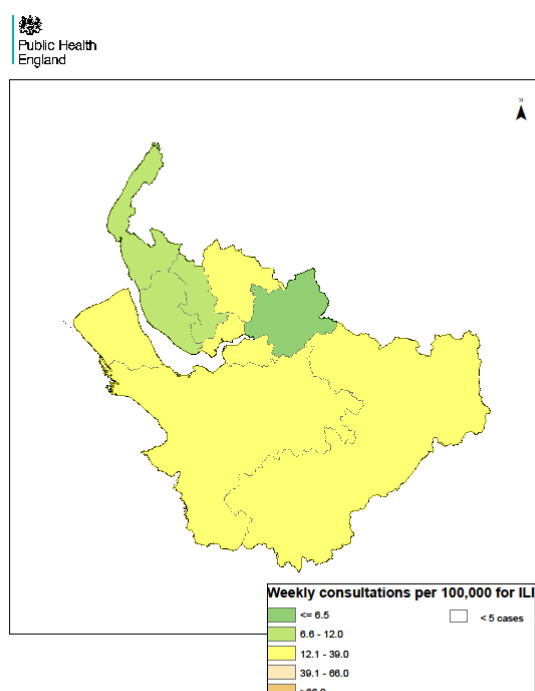 Public Health
England
N
Weekly consultations per 100,000 for ILI
<= 6.5
< 5 cases
6.6 - 12.0
12.1 - 39.0
39.1 - 66.0